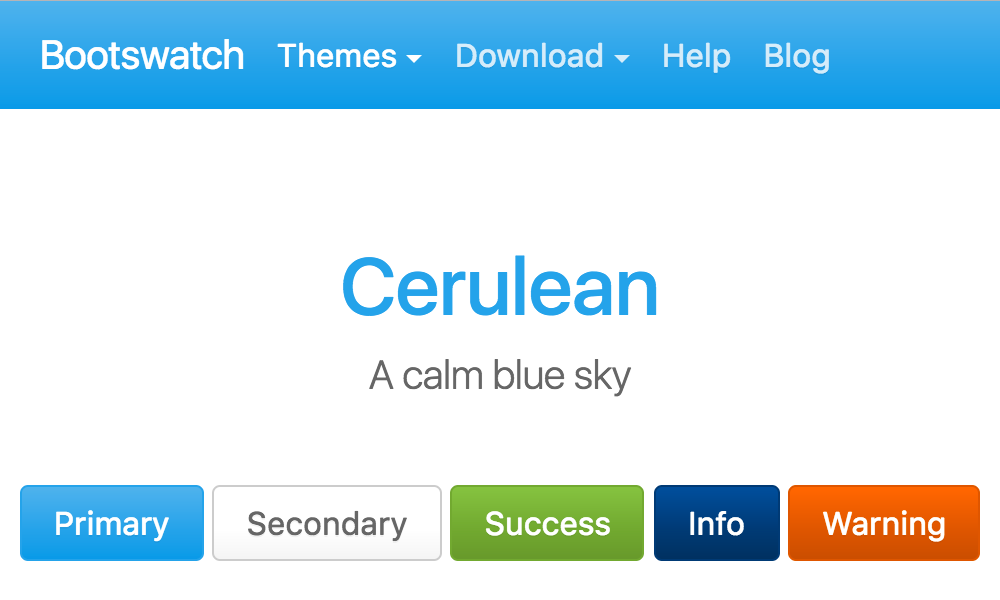 Bootswatch Themes Download Help Blog
Cerulean
A calm blue sky
Primary Secondary Success Info Warning